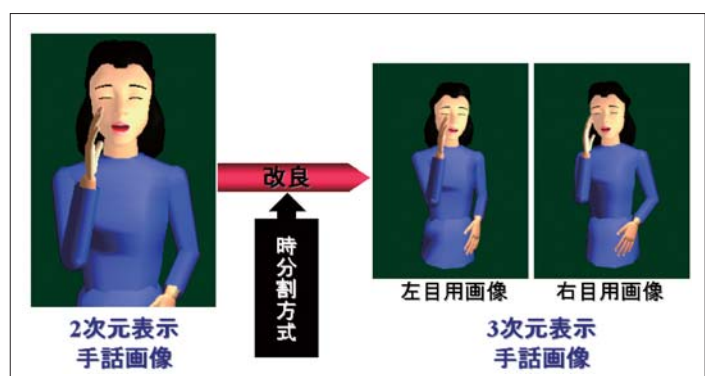 改良
時分割方式
左目用画像
右目用画像
2次元表示
手話画像
3次元表示
手話画像